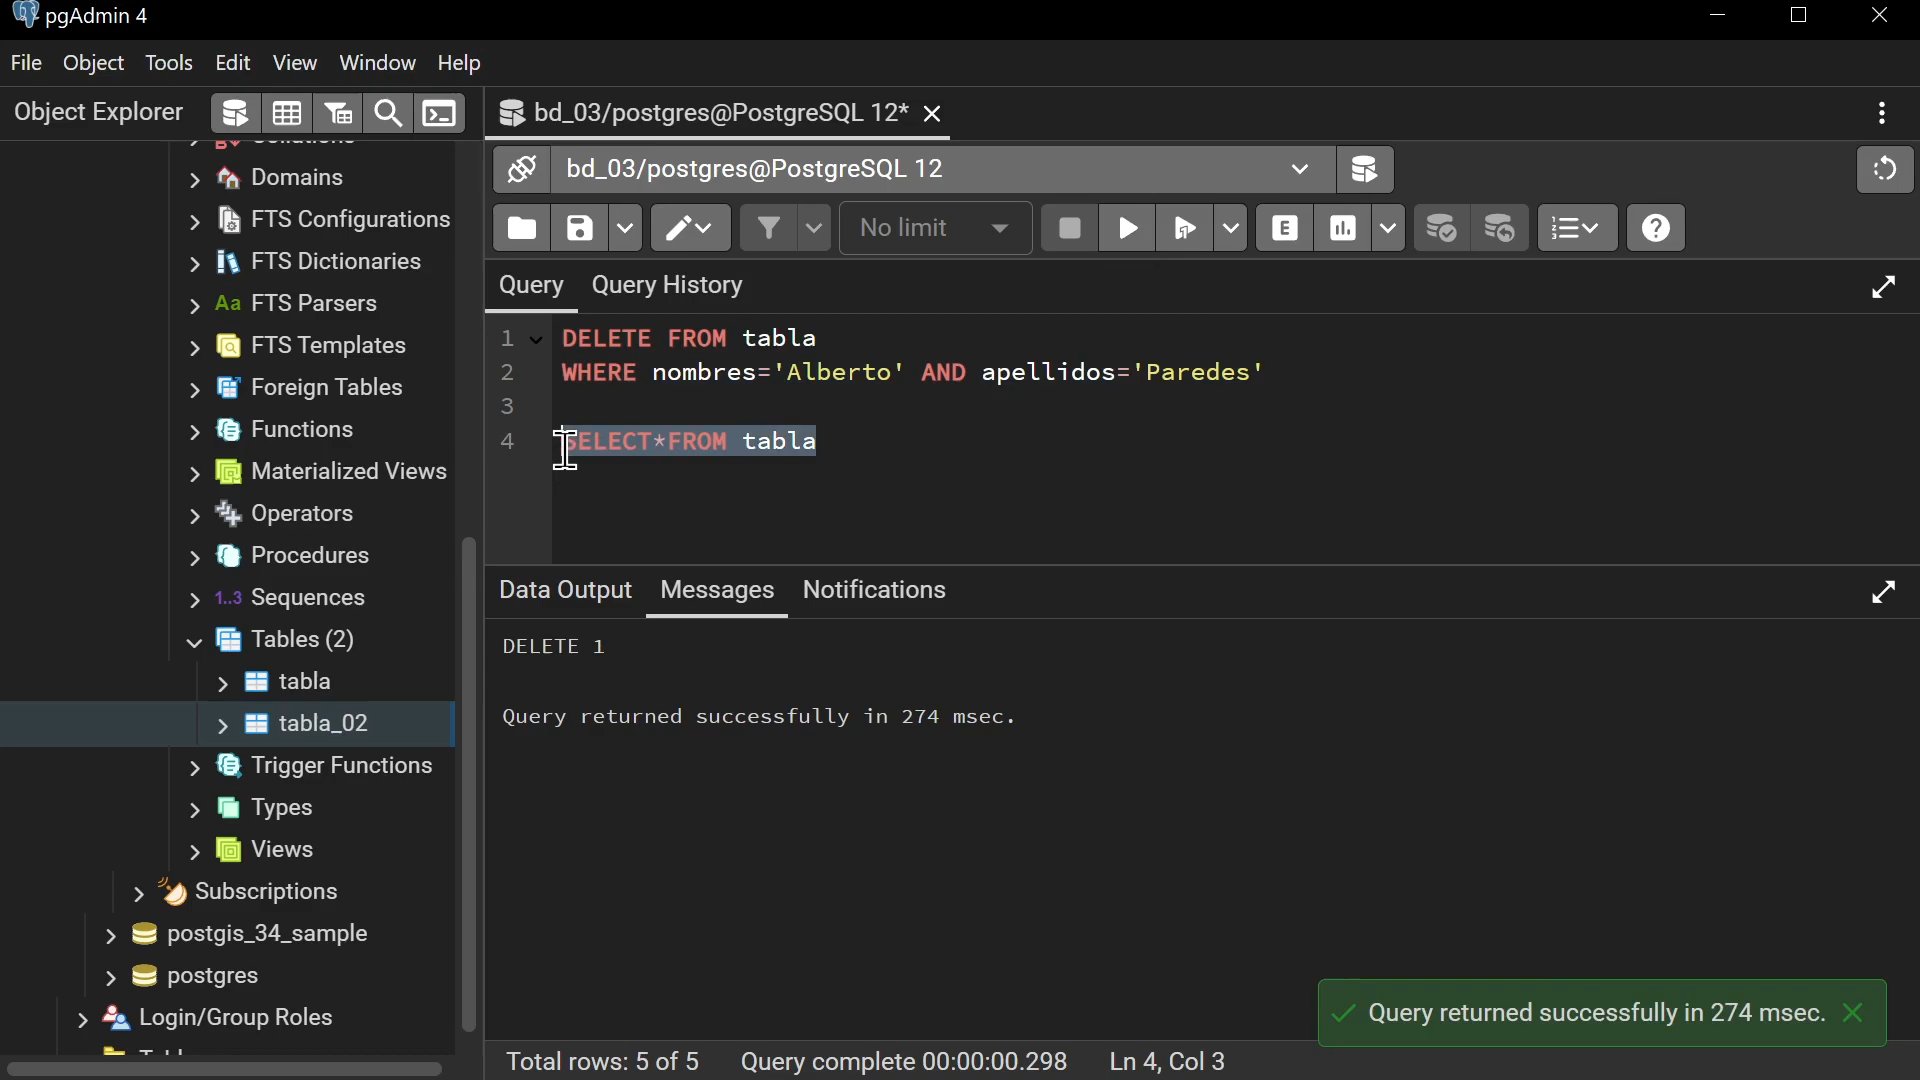 pgAdmin 4
File Object Tools Edit View Window Help
Object Explorer
bd_03/postgres@PostgreSQL 12*
bd_03/postgres@PostgreSQL 12
No limit
Query Query History
1 DELETE FROM tabla
2 WHERE nombres='Alberto' AND apellidos='Paredes'
3
4 SELECT*FROM tabla
Domains
FTS Configurations
FTS Dictionaries
Aa FTS Parsers
FTS Templates
Foreign Tables
Functions
Materialized Views
Operators
Procedures
1..3 Sequences
Tables (2)
tabla
tabla_02
Trigger Functions
Types
Views
Subscriptions
postgis_34_sample
postgres
Login/Group Roles
Data Output Messages Notifications
DELETE 1
Query returned successfully in 274 msec.
Query returned successfully in 274 msec.
Total rows: 5 of 5 Query complete 00:00:00.298 Ln 4, Col 3